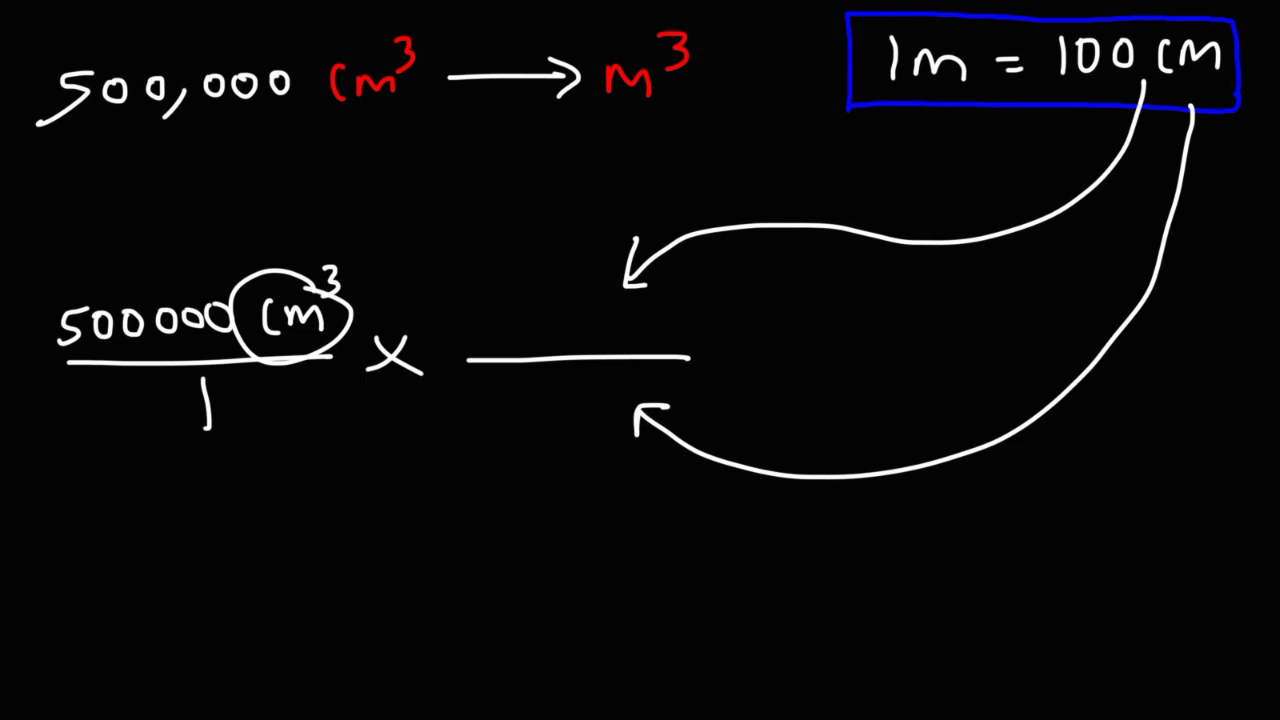 500,000 cm³ → m³
1m = 100 cm
500000 cm³ ×
1